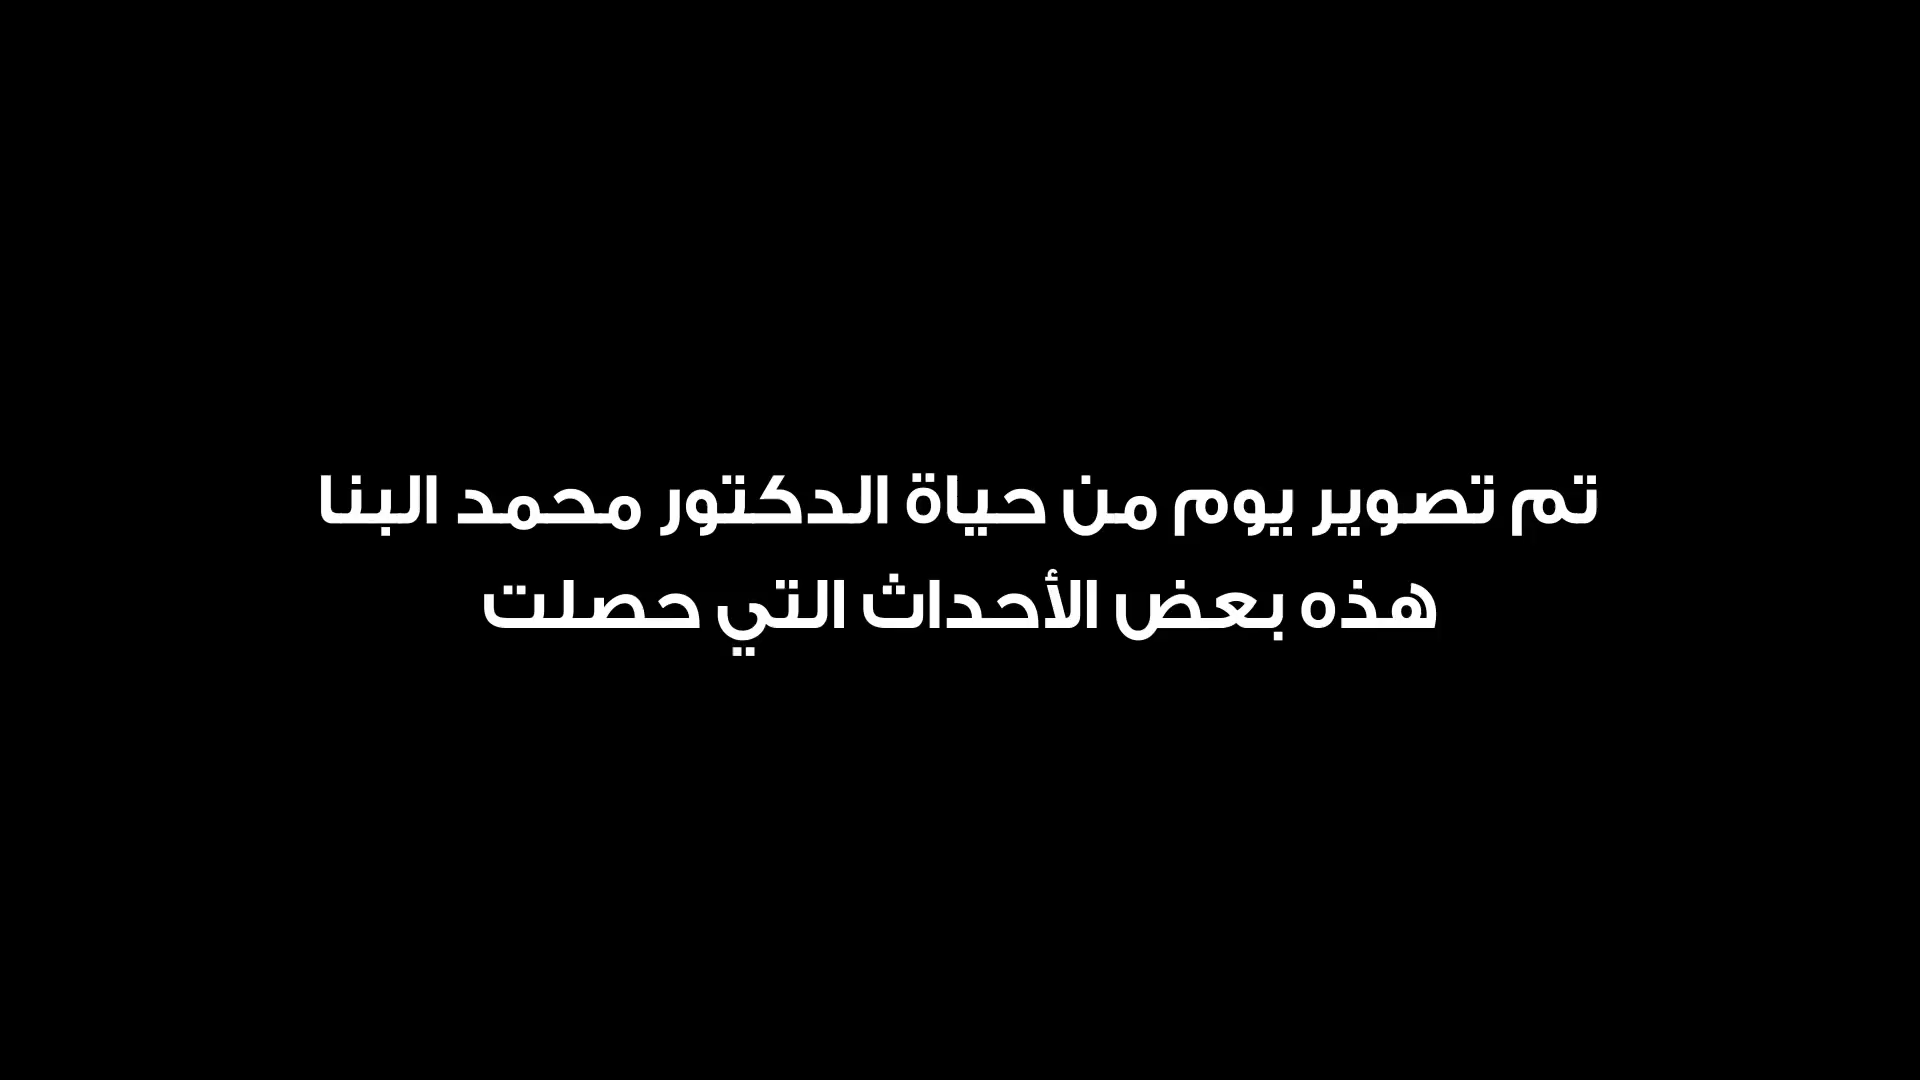 تم تصوير يوم من حياة الدكتور محمد البنا
هذه بعض الأحداث التي حصلت